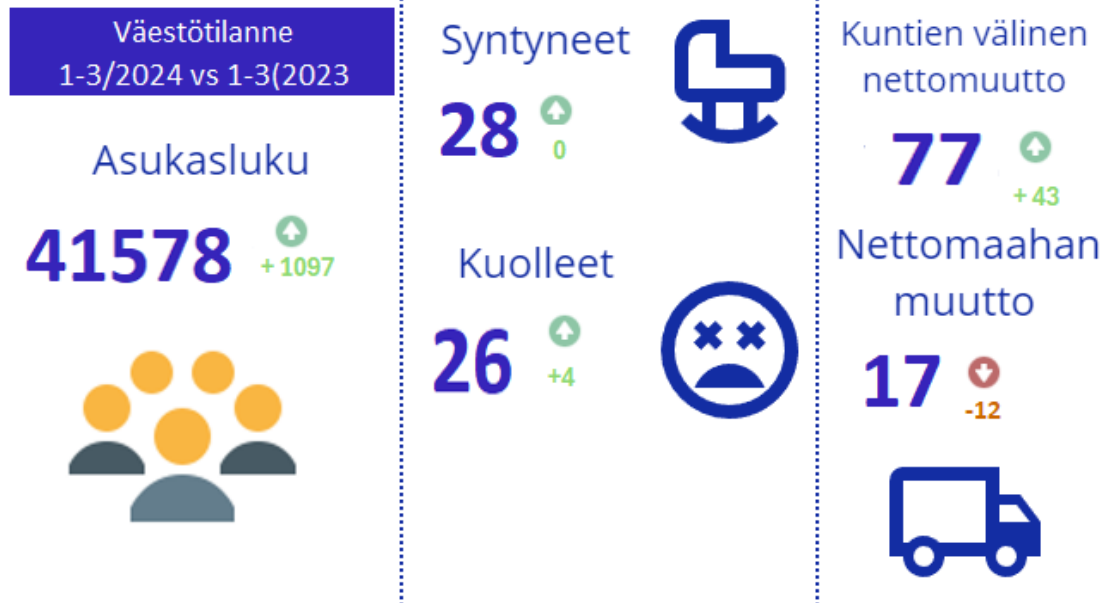 Väestötilanne
1-3/2024 vs 1-3(2023
Asukasluku
41578
+ 1097
Syntyneet
28
0
Kuolleet
26
+4
Kuntien välinen
nettomuutto
77
+ 43
Nettomaahan
muutto
17
-12